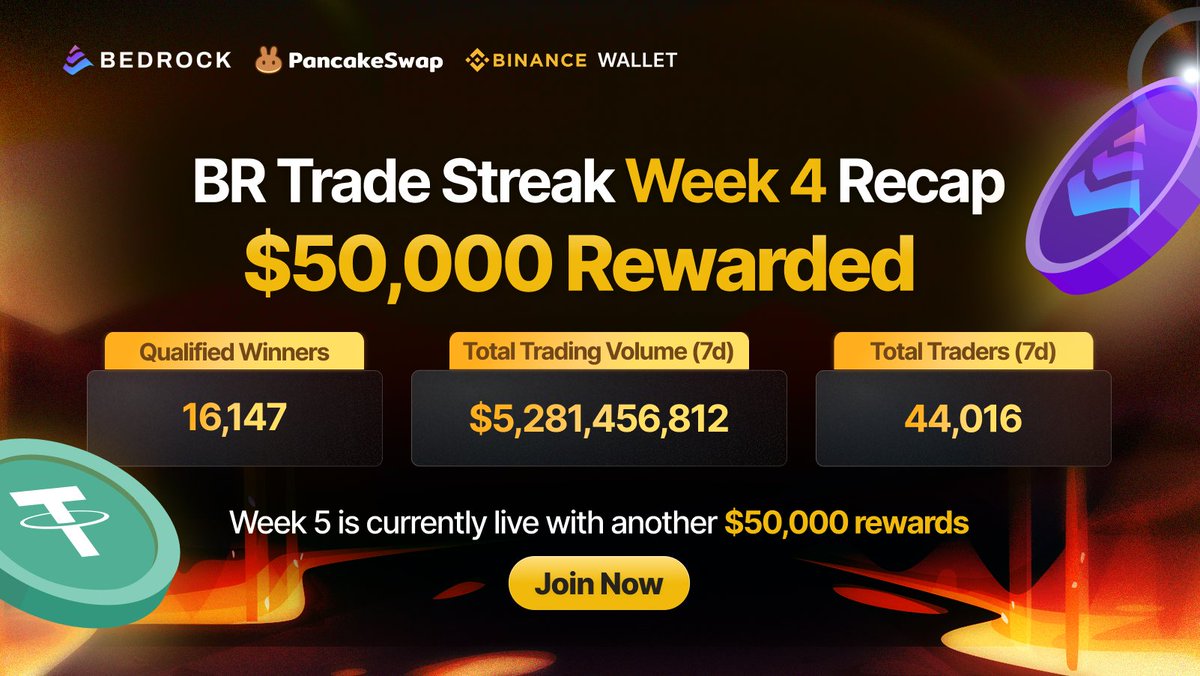 BEDROCK PancakeSwap BINANCE WALLET
BR Trade Streak Week 4 Recap
$50,000 Rewarded
Qualified Winners
16,147
Total Trading Volume (7d)
$5,281,456,812
Total Traders (7d)
44,016
Week 5 is currently live with another $50,000 rewards
Join Now